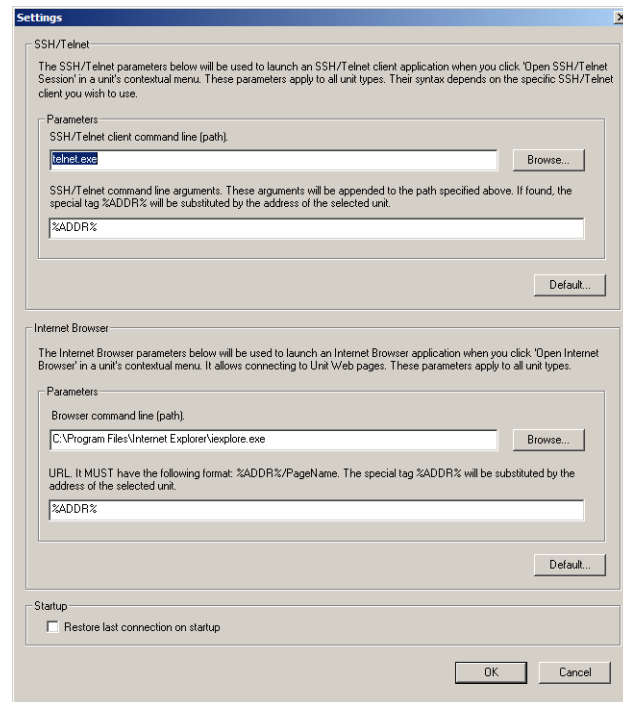 Settings
SSH/Telnet
The SSH/Telnet parameters below will be used to launch an SSH/Telnet client application when you click 'Open SSH/Telnet
Session' in a unit's contextual menu. These parameters apply to all unit types. Their syntax depends on the specific SSH/Telnet
client you wish to use.
Parameters
SSH/Telnet client command line (path).
telnet.exe
Browse...
SSH/Telnet command line arguments. These arguments will be appended to the path specified above. If found, the
special tag %ADDR% will be substituted by the address of the selected unit.
%ADDR%
Default...
Internet Browser
The Internet Browser parameters below will be used to launch an Internet Browser application when you click 'Open Internet
Browser' in a unit's contextual menu. It allows connecting to Unit Web pages. These parameters apply to all unit types.
Parameters
Browser command line (path).
C:\Program Files\Internet Explorer\iexplore.exe
Browse...
URL. It MUST have the following format: %ADDR%/PageName. The special tag %ADDR% will be substituted by the
address of the selected unit.
%ADDR%
Default...
Startup
Restore last connection on startup
OK
Cancel